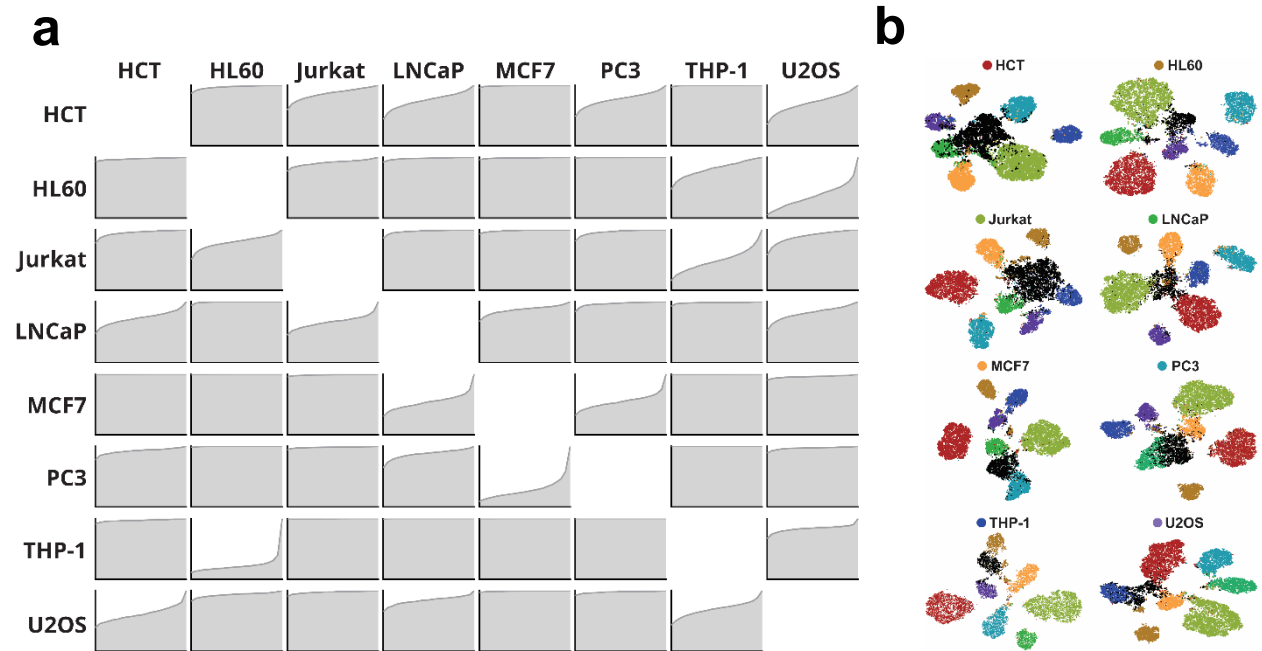 a
b
HCT HL60 Jurkat LNCaP MCF7 PC3 THP-1 U2OS
HCT
HL60
Jurkat
LNCaP
MCF7
PC3
THP-1
U2OS
HCT HL60
Jurkat LNCaP
MCF7 PC3
THP-1 U2OS